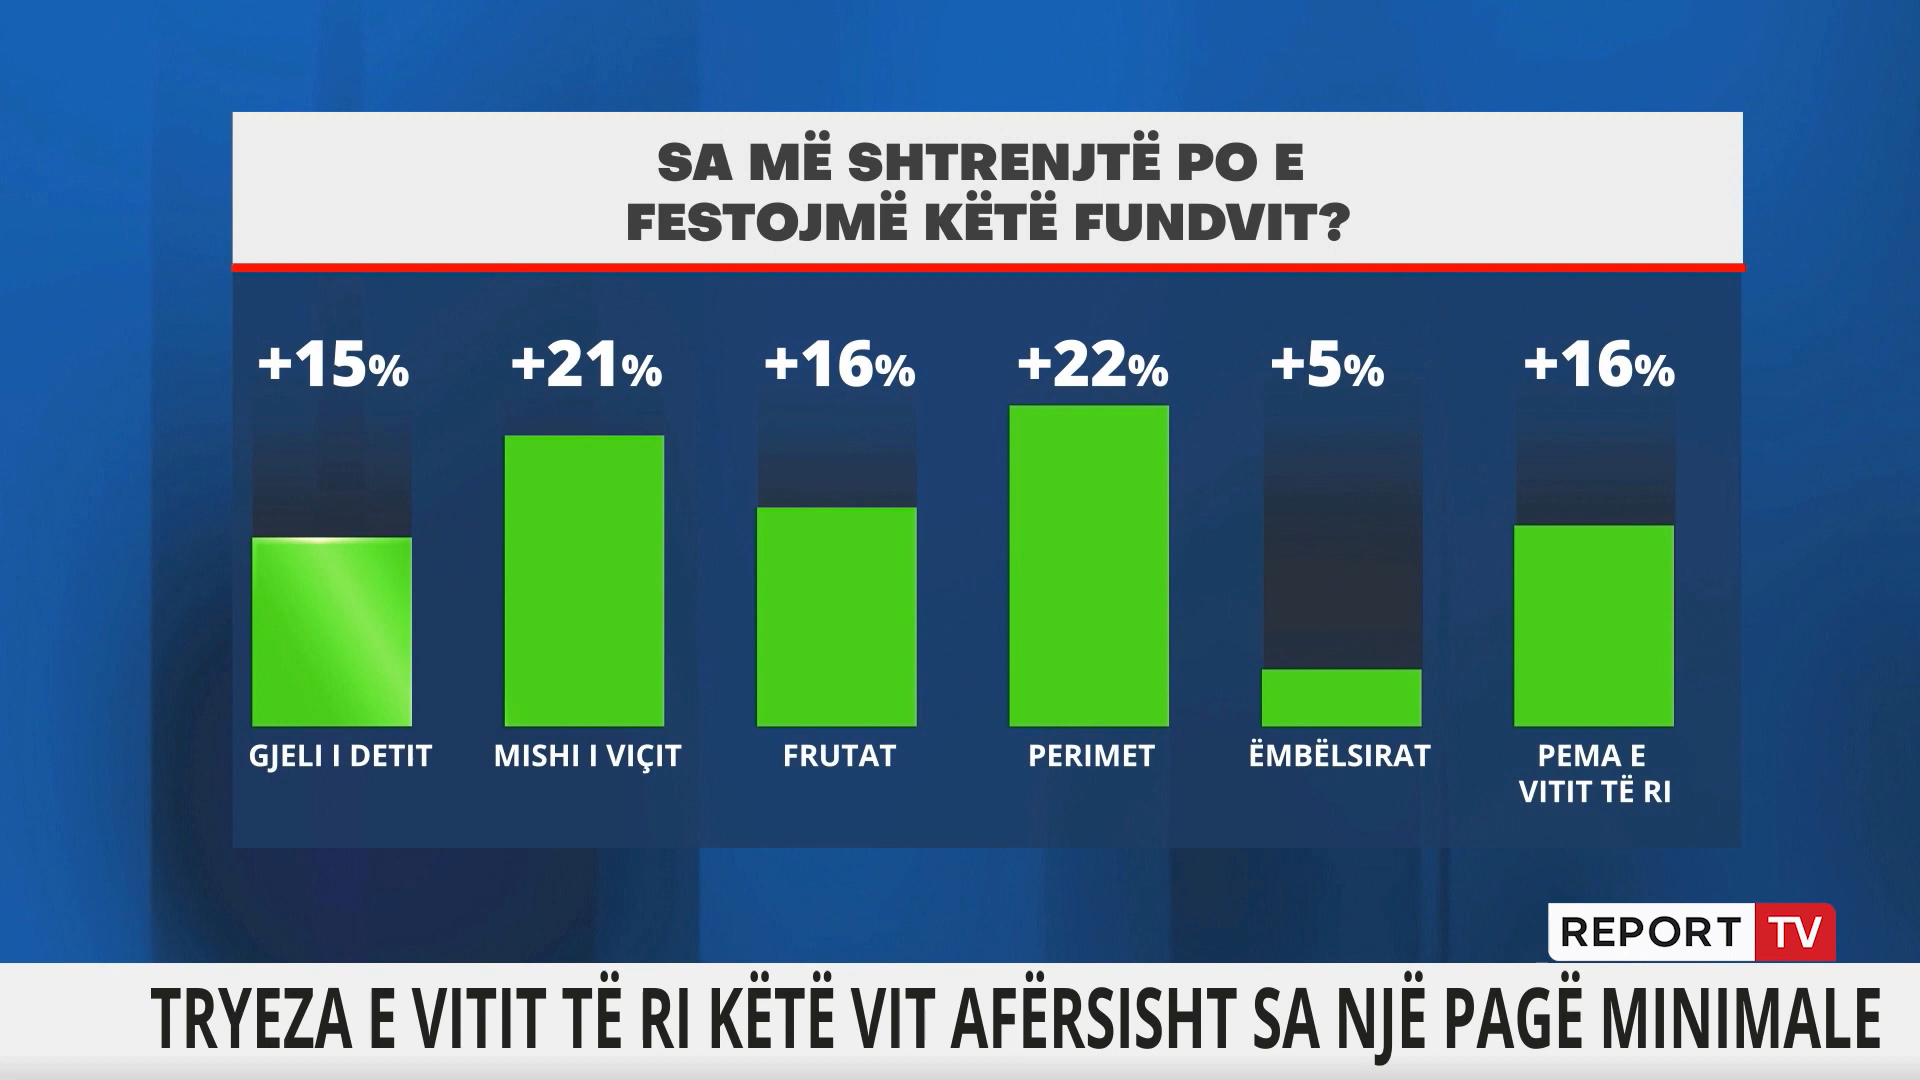 SA MË SHTRENJTË PO E
FESTOJMË KËTË FUNDVIT?
+15% +21% +16% +22% +5% +16%
GJELI I DETIT MISHI I VIÇIT FRUTAT PERIMET ËMBËLSIRAT PEMA E
VITIT TË RI
REPORT TV
TRYEZA E VITIT TË RI KËTË VIT AFËRSISHT SA NJË PAGË MINIMALE